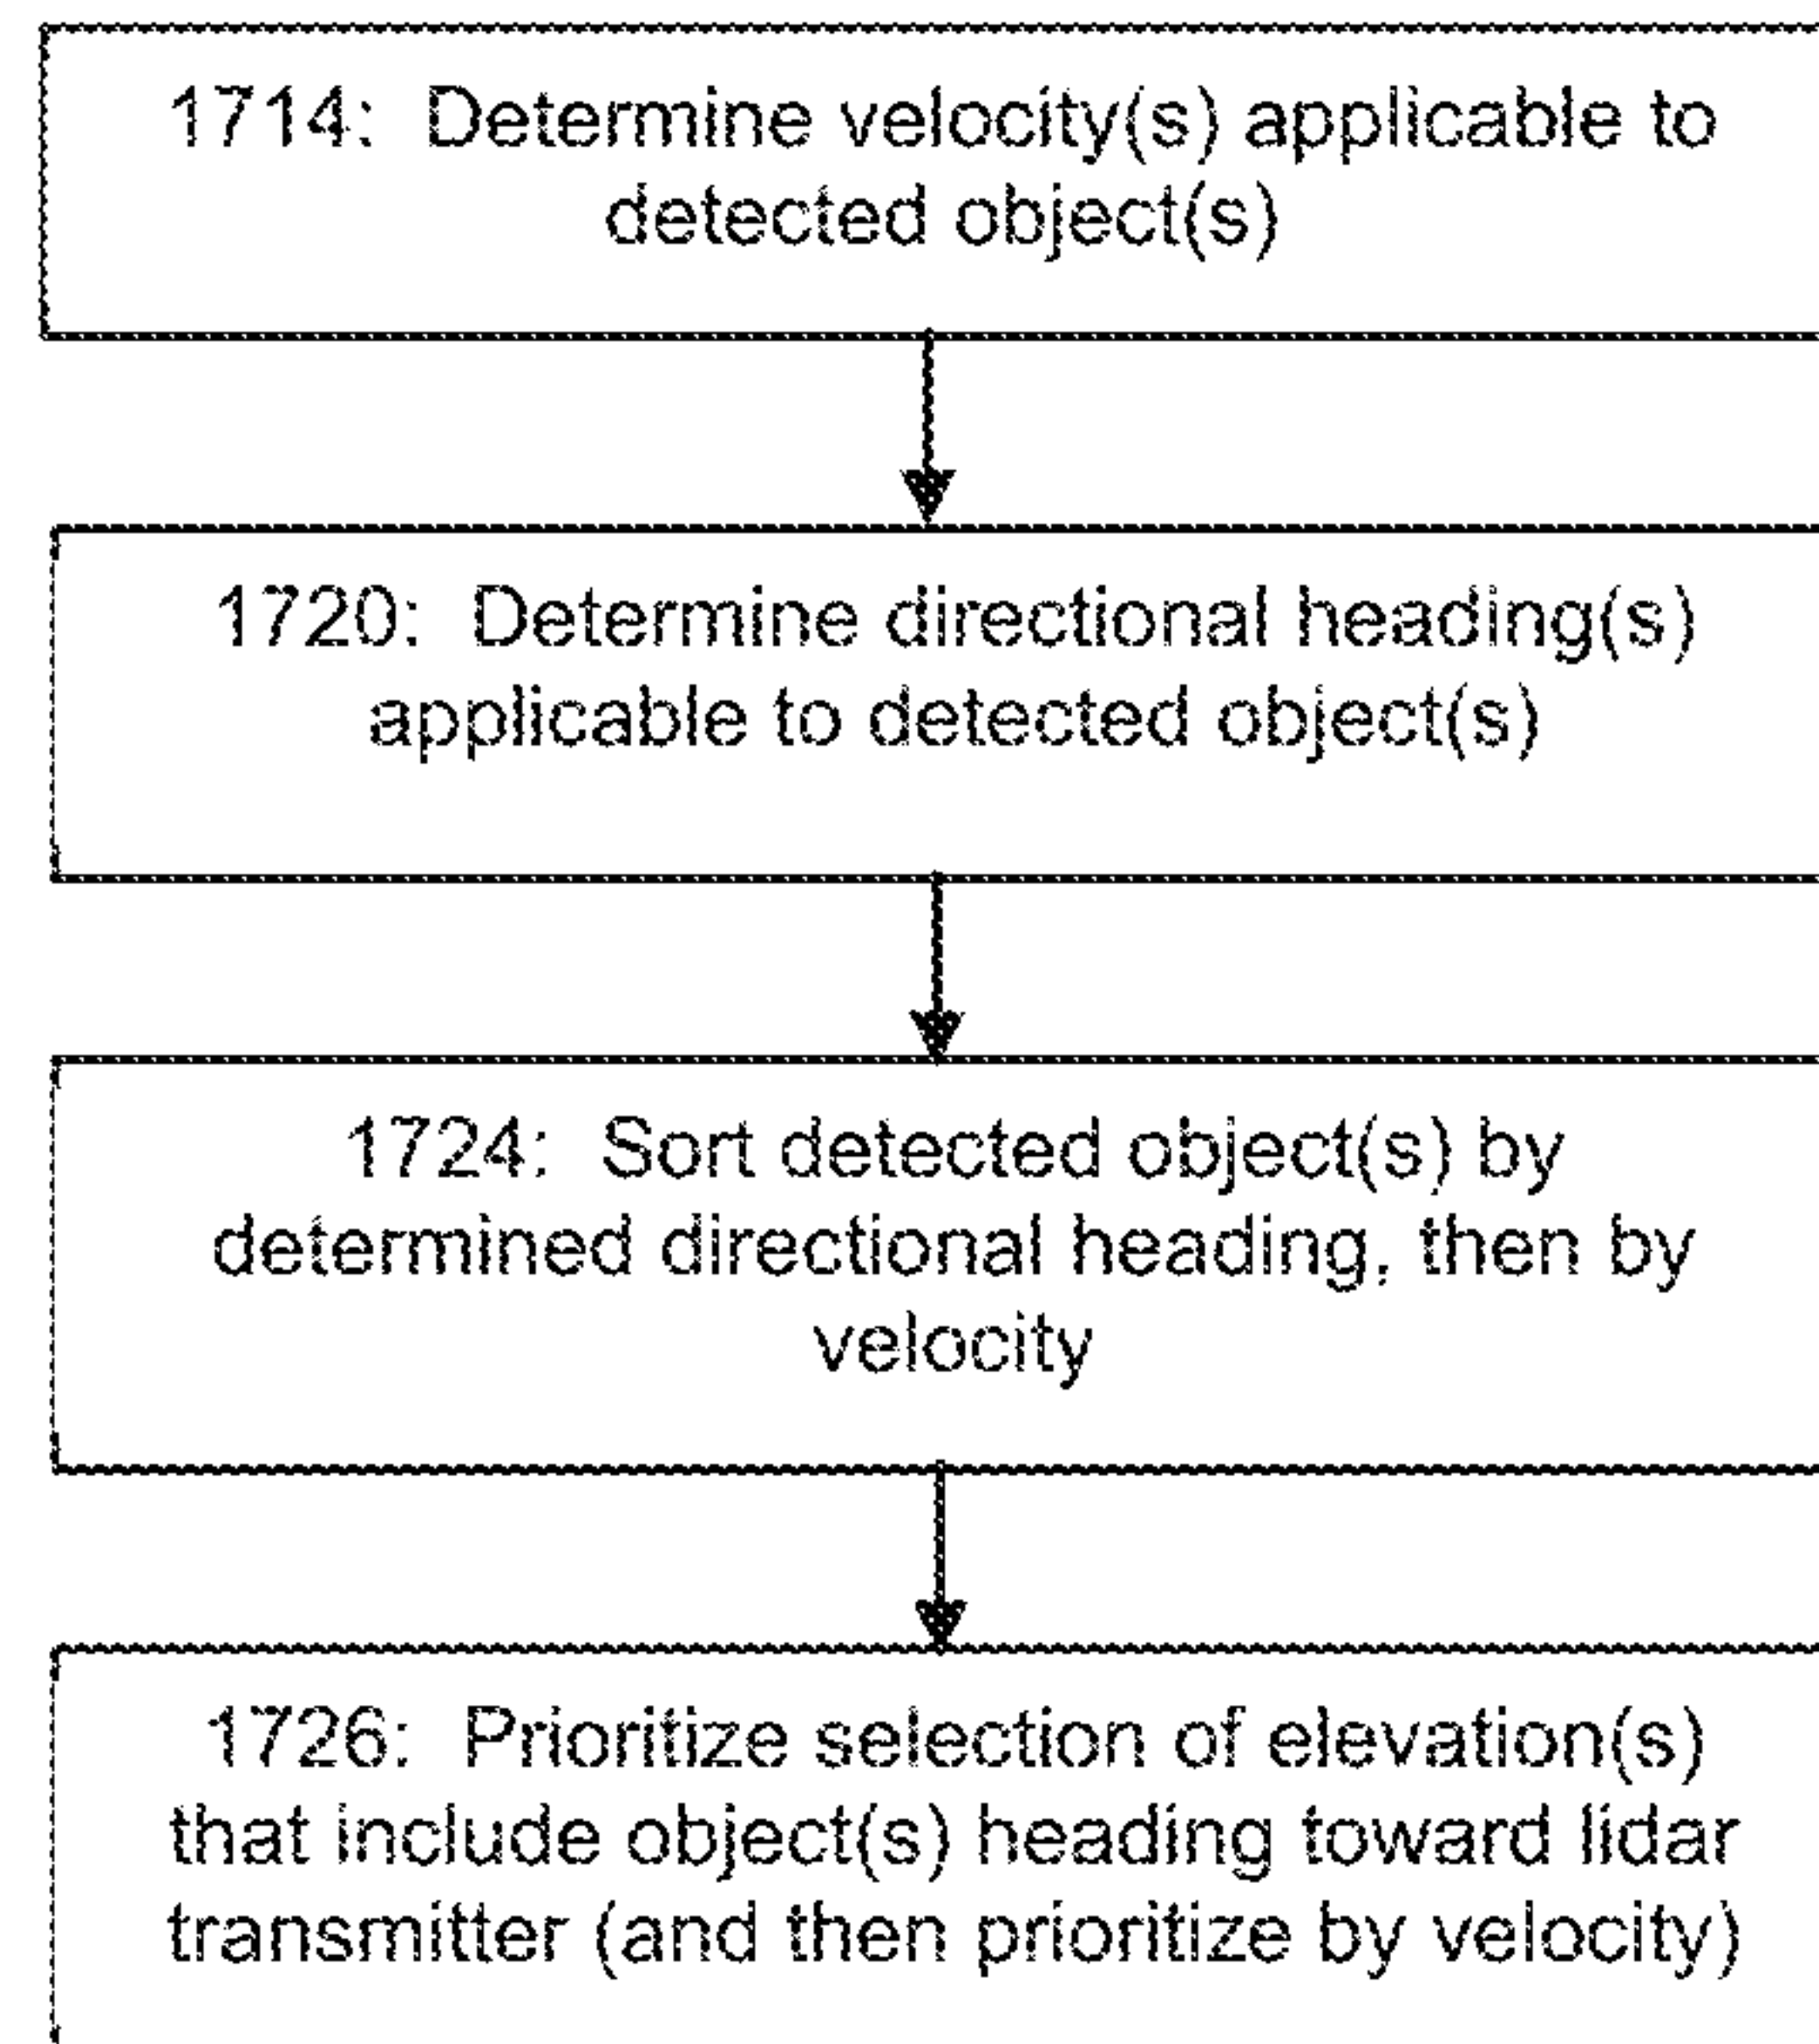 1714: Determine velocity(s) applicable to
detected object(s)
1720: Determine directional heading(s)
applicable to detected object(s)
1724: Sort detected object(s) by
determined directional heading, then by
velocity
1726: Prioritize selection of elevation(s)
that include object(s) heading toward lidar
transmitter (and then prioritize by velocity)